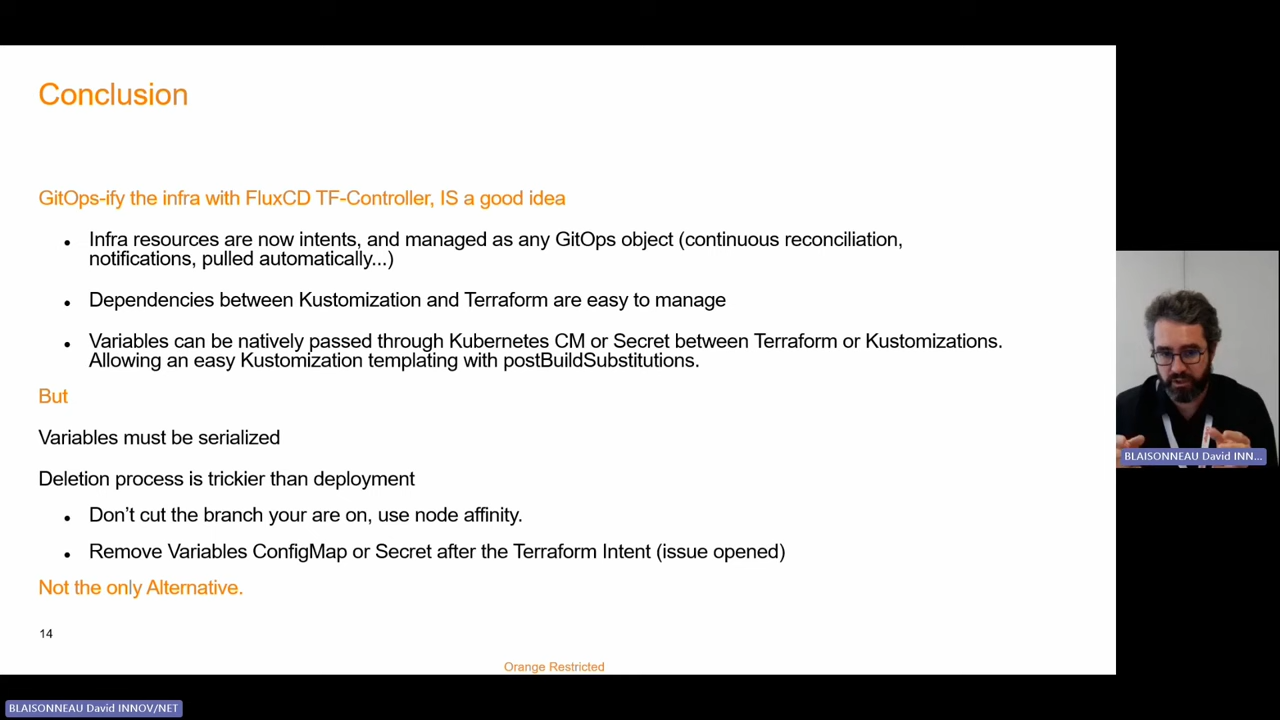 Conclusion
GitOps-ify the infra with FluxCD TF-Controller, IS a good idea
• Infra resources are now intents, and managed as any GitOps object (continuous reconciliation,
notifications, pulled automatically...)
• Dependencies between Kustomization and Terraform are easy to manage
• Variables can be natively passed through Kubernetes CM or Secret between Terraform or Kustomizations.
Allowing an easy Kustomization templating with postBuildSubstitutions.
But
Variables must be serialized
Deletion process is trickier than deployment
• Don’t cut the branch your are on, use node affinity.
• Remove Variables ConfigMap or Secret after the Terraform Intent (issue opened)
Not the only Alternative.
14
Orange Restricted
BLAISONNEAU David INN...
BLAISONNEAU David INNOV/NET